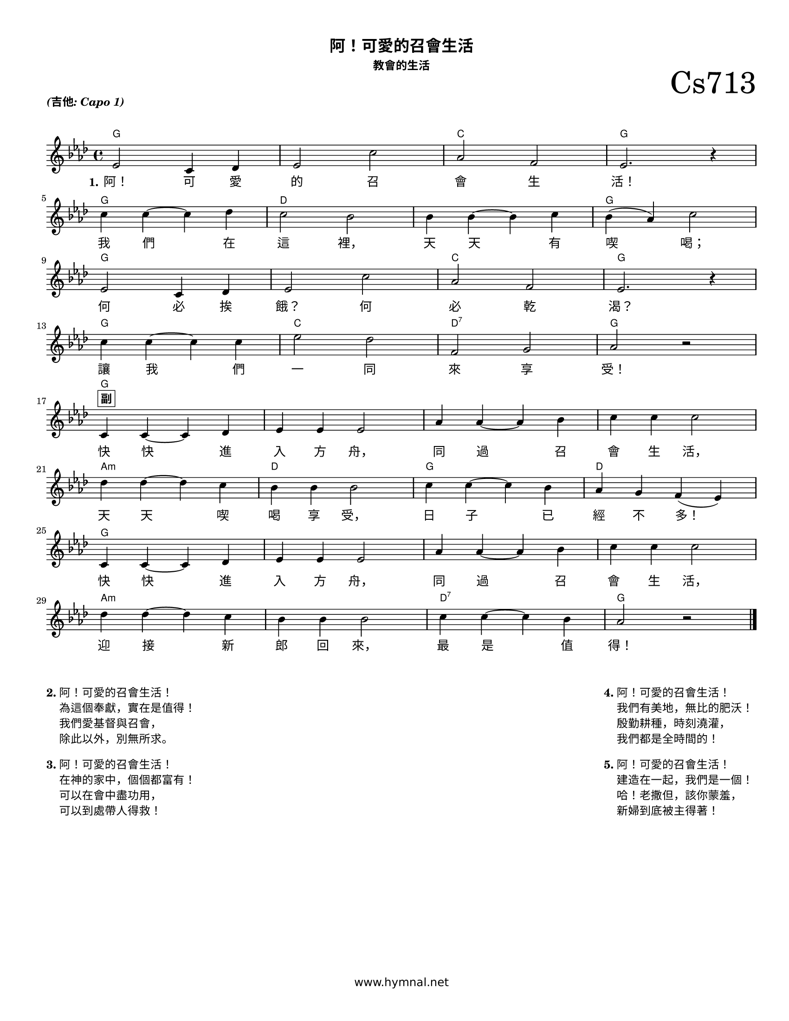 阿！可愛的召會生活
教會的生活
Cs713
(吉他: Capo 1)
G C G
1. 阿！ 可 愛 的 召 會 生 活！
5 G D G
我 們 在 這 裡， 天 天 有 喫 喝；
9 G C G
何 必 挨 餓？ 何 必 乾 渴？
13 G C D7 G
讓 我 們 一 同 來 享 受！
G
副
17
快 快 進 入 方 舟， 同 過 召 會 生 活，
21 Am D G D
天 天 喫 喝 享 受， 日 子 已 經 不 多！
25 G
快 快 進 入 方 舟， 同 過 召 會 生 活，
29 Am D7 G
迎 接 新 郎 回 來， 最 是 值 得！
2. 阿！可愛的召會生活！
為這個奉獻，實在是值得！
我們愛基督與召會，
除此以外，別無所求。
3. 阿！可愛的召會生活！
在神的家中，個個都富有！
可以在會中盡功用，
可以到處帶人得救！
4. 阿！可愛的召會生活！
我們有美地，無比的肥沃！
殷勤耕種，時刻澆灌，
我們都是全時間的！
5. 阿！可愛的召會生活！
建造在一起，我們是一個！
哈！老撒但，該你蒙羞，
新婦到底被主得著！
www.hymnal.net